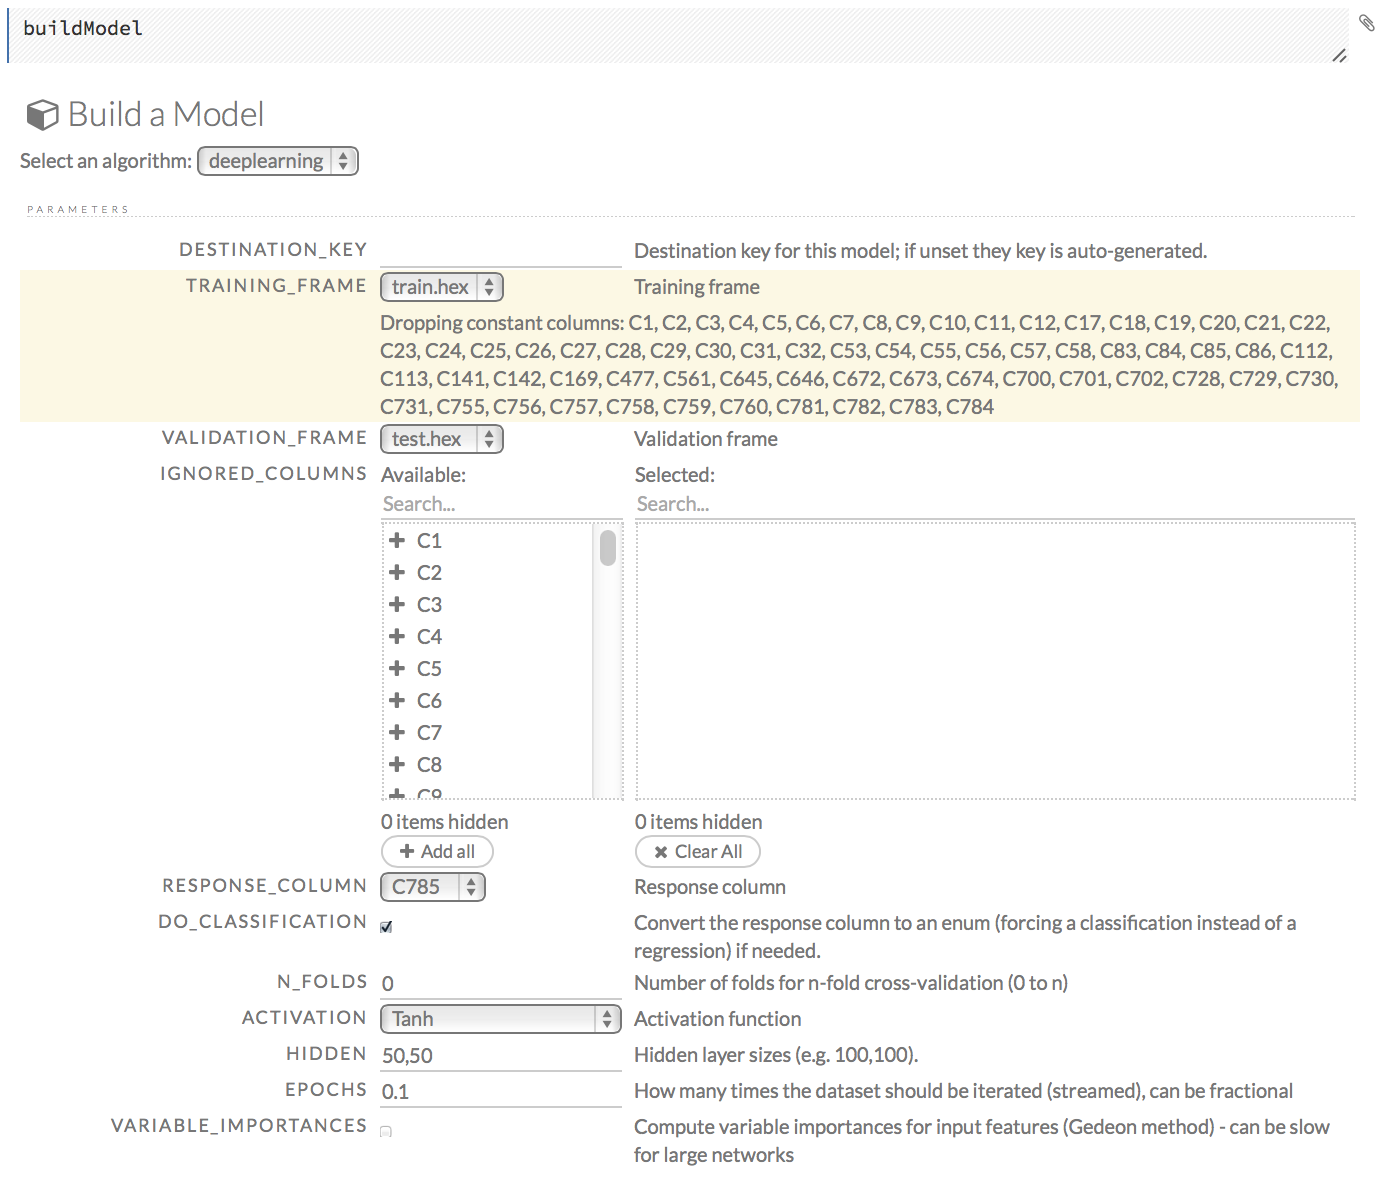 buildModel
Build a Model
Select an algorithm: deeplearning
PARAMETERS
DESTINATION_KEY Destination key for this model; if unset they key is auto-generated.
TRAINING_FRAME train.hex Training frame
Dropping constant columns: C1, C2, C3, C4, C5, C6, C7, C8, C9, C10, C11, C12, C17, C18, C19, C20, C21, C22,
C23, C24, C25, C26, C27, C28, C29, C30, C31, C32, C53, C54, C55, C56, C57, C58, C83, C84, C85, C86, C112,
C113, C141, C142, C169, C477, C561, C645, C646, C672, C673, C674, C700, C701, C702, C728, C729, C730,
C731, C755, C756, C757, C758, C759, C760, C781, C782, C783, C784
VALIDATION_FRAME test.hex Validation frame
IGNORED_COLUMNS Available: Selected:
Search... Search...
C1
C2
C3
C4
C5
C6
C7
C8
C9
0 items hidden 0 items hidden
Add all Clear All
RESPONSE_COLUMN C785 Response column
DO_CLASSIFICATION Convert the response column to an enum (forcing a classification instead of a
regression) if needed.
N_FOLDS 0 Number of folds for n-fold cross-validation (0 to n)
ACTIVATION Tanh Activation function
HIDDEN 50,50 Hidden layer sizes (e.g. 100,100).
EPOCHS 0.1 How many times the dataset should be iterated (streamed), can be fractional
VARIABLE_IMPORTANCES Compute variable importances for input features (Gedeon method) - can be slow
for large networks